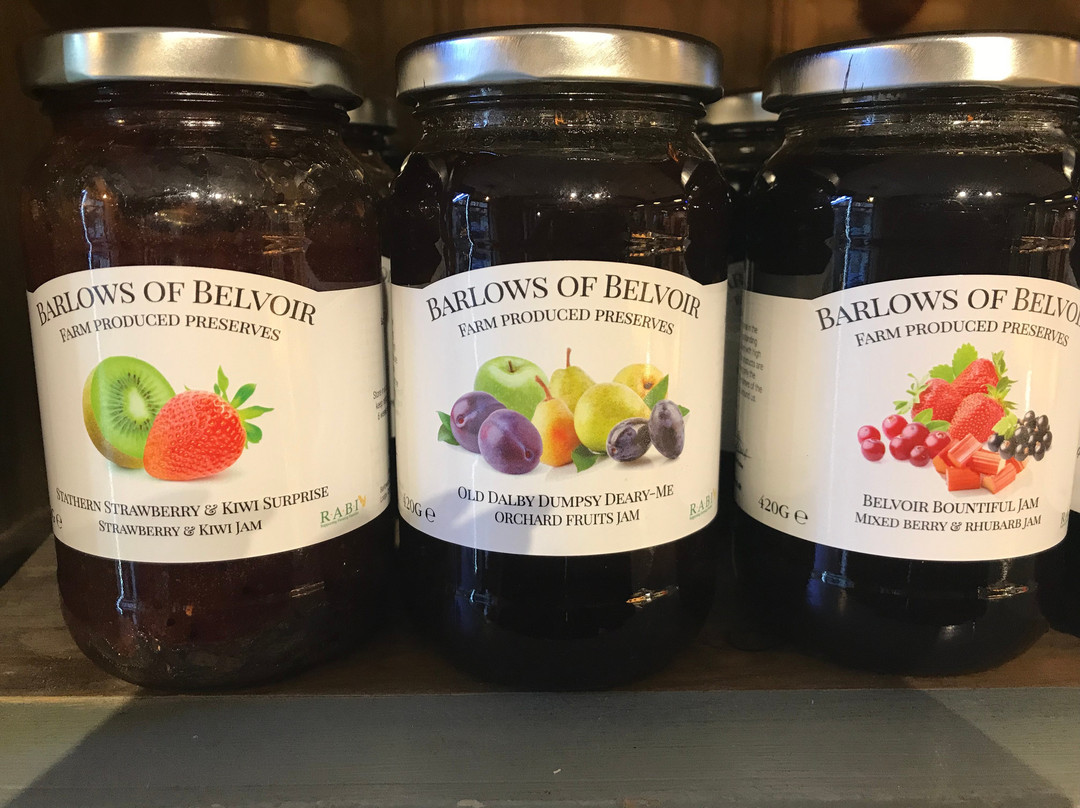 Barlows of Belvoir
Farm produced preserves
Stathern Strawberry & Kiwi Surprise
Strawberry & Kiwi Jam
RABI
G e
Barlows of Belvoir
Farm produced preserves
420G e
Old Dalby Dumpsy Deary-Me
orchard fruits jam
RABI
Barlows of Belvoi
Farm produced preserves
420G e
Belvoir Bountiful Jam
Mixed berry & rhubarb jam